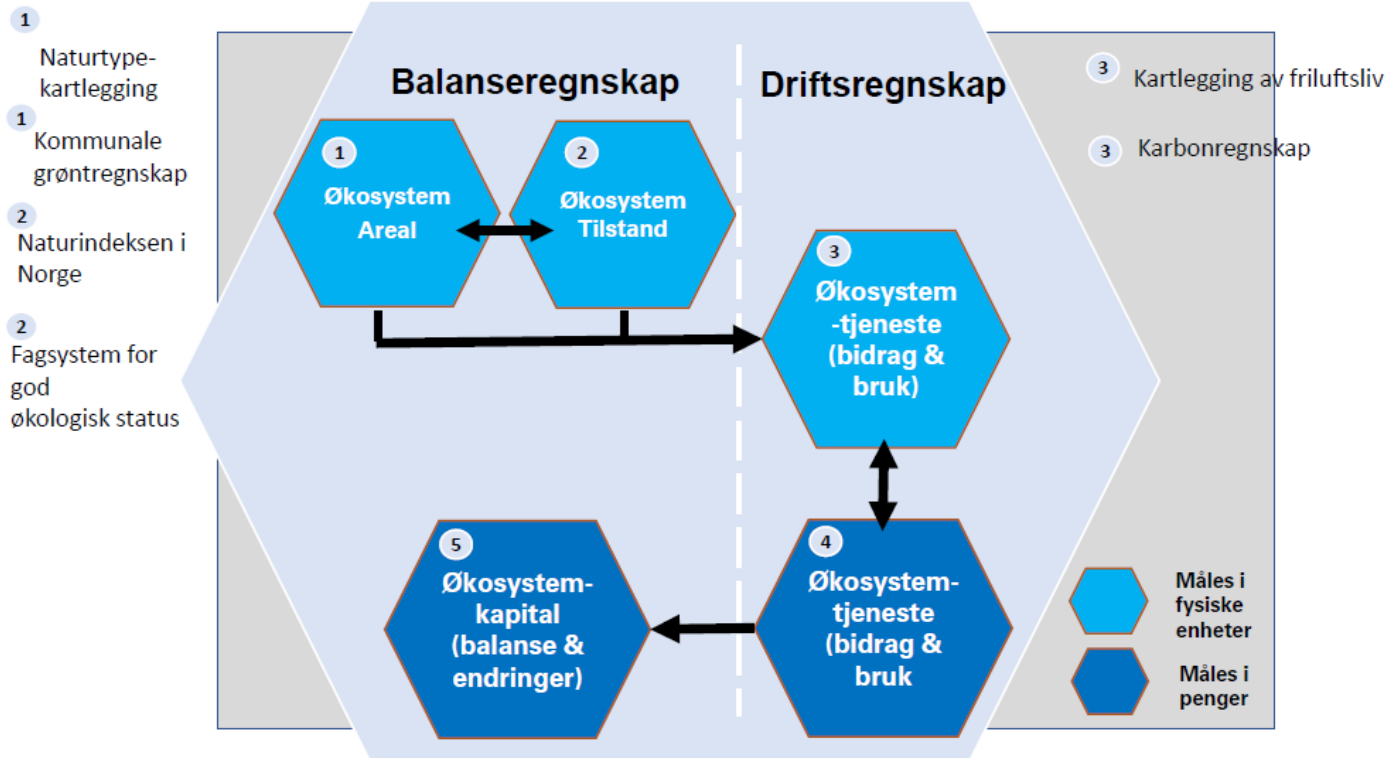 1
Naturtype-
kartlegging
1
Kommunale
grøntregnskap
2
Naturindeksen i
Norge
2
Fagsystem for
god
økologisk status
Balanseregnskap
Driftsregnskap
1
Økosystem
Areal
2
Økosystem
Tilstand
3
Økosystem
-tjeneste
(bidrag &
bruk)
5
Økosystem-
kapital
(balanse &
endringer)
4
Økosystem-
tjeneste
(bidrag &
bruk
3
Kartlegging av friluftsliv
3
Karbonregnskap
Måles i
fysiske
enheter
Måles i
penger